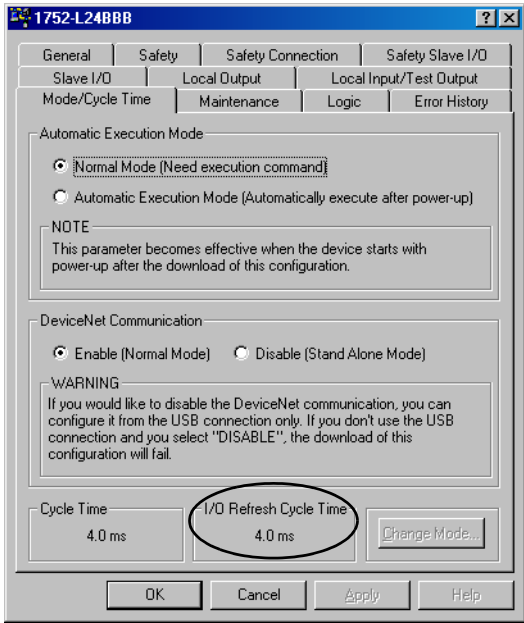 1752-L24BBB
General Safety Safety Connection Safety Slave I/O
Slave I/O Local Output Local Input/Test Output
Mode/Cycle Time Maintenance Logic Error History
Automatic Execution Mode
Normal Mode (Need execution command)
Automatic Execution Mode (Automatically execute after power-up)
NOTE
This parameter becomes effective when the device starts with
power-up after the download of this configuration.
DeviceNet Communication
Enable (Normal Mode) Disable (Stand Alone Mode)
WARNING
If you would like to disable the DeviceNet communication, you can
configure it from the USB connection only. If you don't use the USB
connection and you select "DISABLE", the download of this
configuration will fail.
Cycle Time I/O Refresh Cycle Time
4.0 ms 4.0 ms Change Mode...
OK Cancel Apply Help